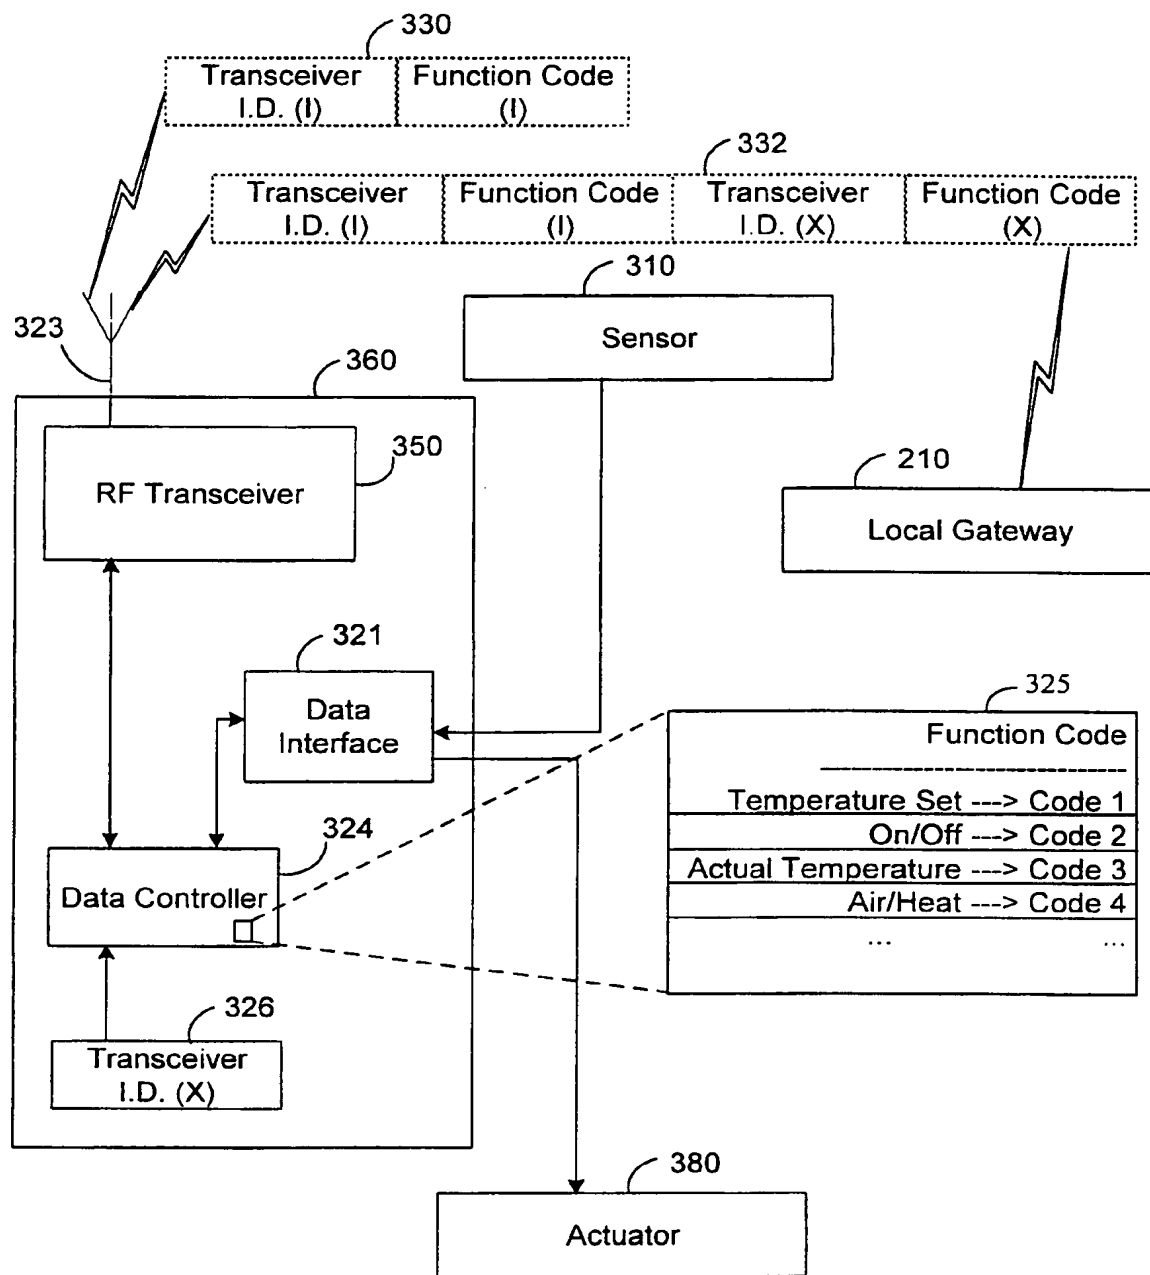 330
Transceiver I.D. (I)
Function Code (I)
332
Transceiver I.D. (I)
Function Code (I)
Transceiver I.D. (X)
Function Code (X)
310
Sensor
323
360
350
RF Transceiver
210
Local Gateway
321
Data Interface
325
Function Code
--------------------------
Temperature Set ---> Code 1
On/Off ---> Code 2
Actual Temperature ---> Code 3
Air/Heat ---> Code 4
... ...
324
Data Controller
326
Transceiver I.D. (X)
380
Actuator